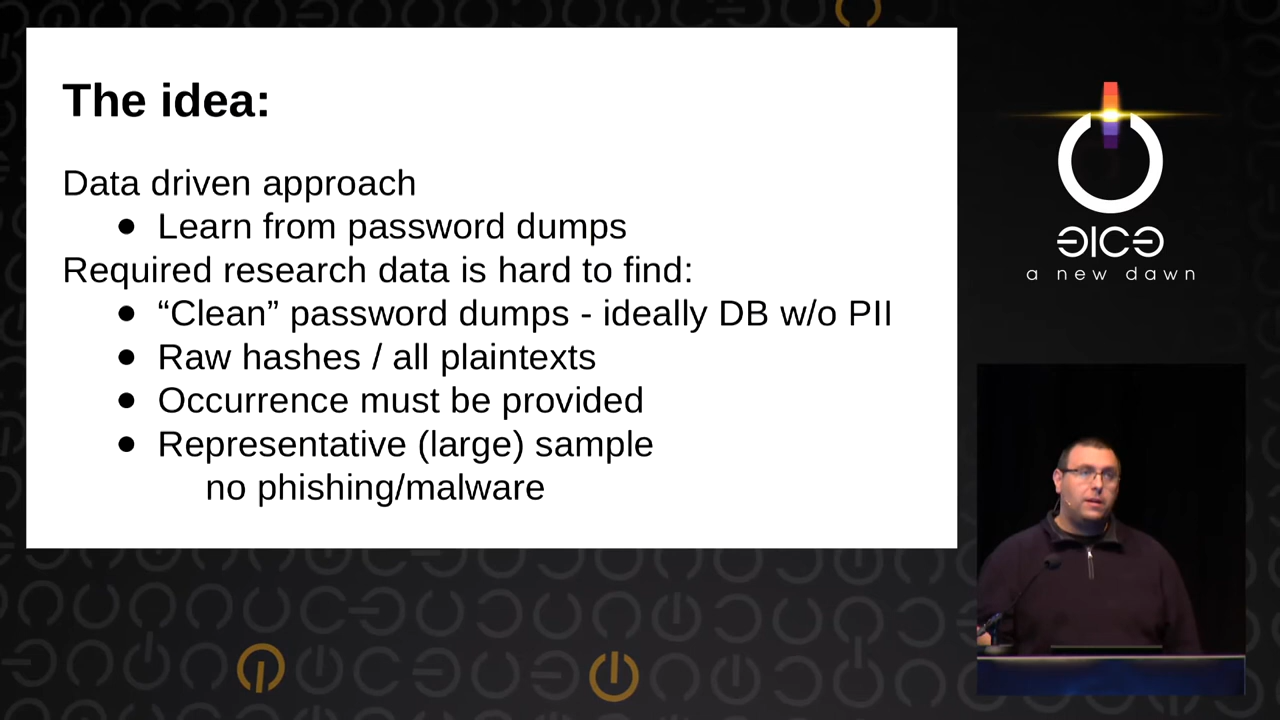 The idea:
Data driven approach
● Learn from password dumps
Required research data is hard to find:
● “Clean” password dumps - ideally DB w/o PII
● Raw hashes / all plaintexts
● Occurrence must be provided
● Representative (large) sample
no phishing/malware
a new dawn